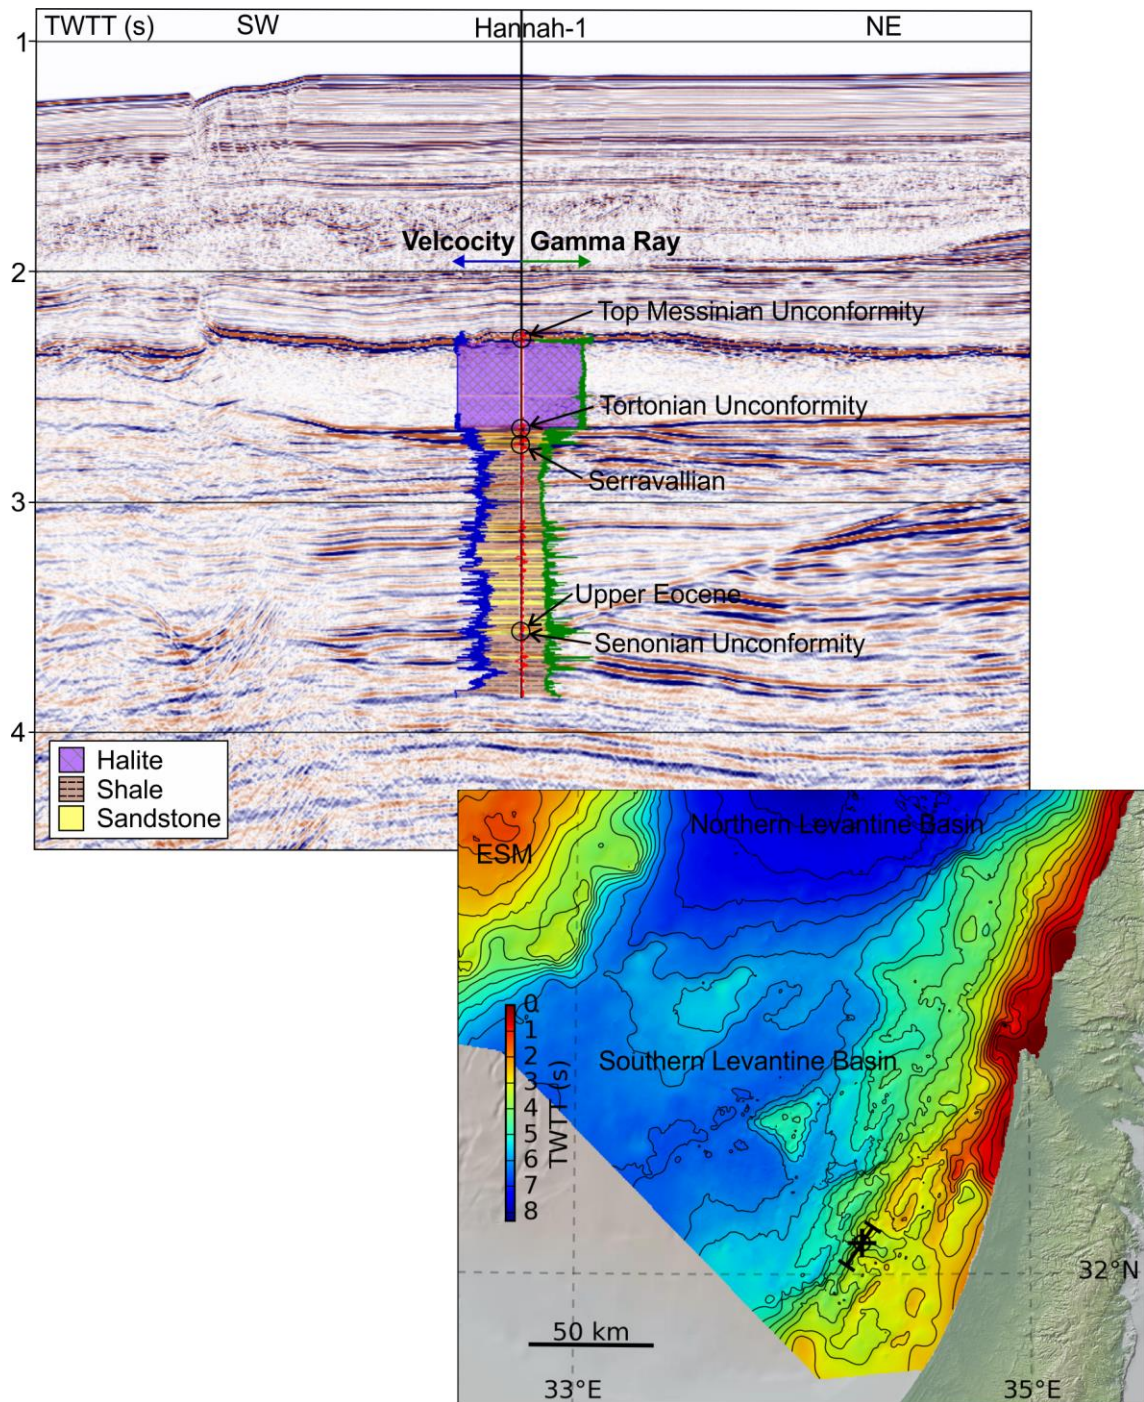 TWTT (s) SW Hannah-1 NE
1
Velcocity Gamma Ray
2
Top Messinian Unconformity
Tortonian Unconformity
Serravallian
3
Upper Eocene
Senonian Unconformity
4
Halite
Shale
Sandstone
Northern Levantine Basin
ESM
0
1
2
3
4
5
6
7
8
TWTT (s)
Southern Levantine Basin
32°N
50 km
33°E 35°E